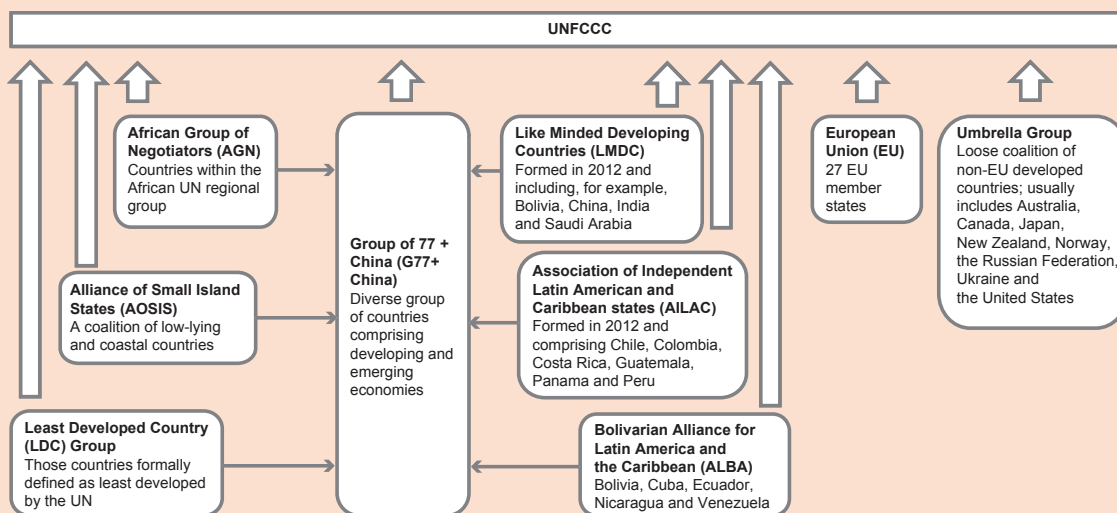 UNFCCC
African Group of
Negotiators (AGN)
Countries within the
African UN regional
group
Alliance of Small Island
States (AOSIS)
A coalition of low-lying
and coastal countries
Least Developed Country
(LDC) Group
Those countries formally
defined as least developed
by the UN
Group of 77 +
China (G77+
China)
Diverse group
of countries
comprising
developing and
emerging
economies
Like Minded Developing
Countries (LMDC)
Formed in 2012 and
including, for example,
Bolivia, China, India
and Saudi Arabia
Association of Independent
Latin American and
Caribbean states (AILAC)
Formed in 2012 and
comprising Chile, Colombia,
Costa Rica, Guatemala,
Panama and Peru
Bolivarian Alliance for
Latin America and
the Caribbean (ALBA)
Bolivia, Cuba, Ecuador,
Nicaragua and Venezuela
European
Union (EU)
27 EU
member
states
Umbrella Group
Loose coalition of
non-EU developed
countries; usually
includes Australia,
Canada, Japan,
New Zealand, Norway,
the Russian Federation,
Ukraine and
the United States